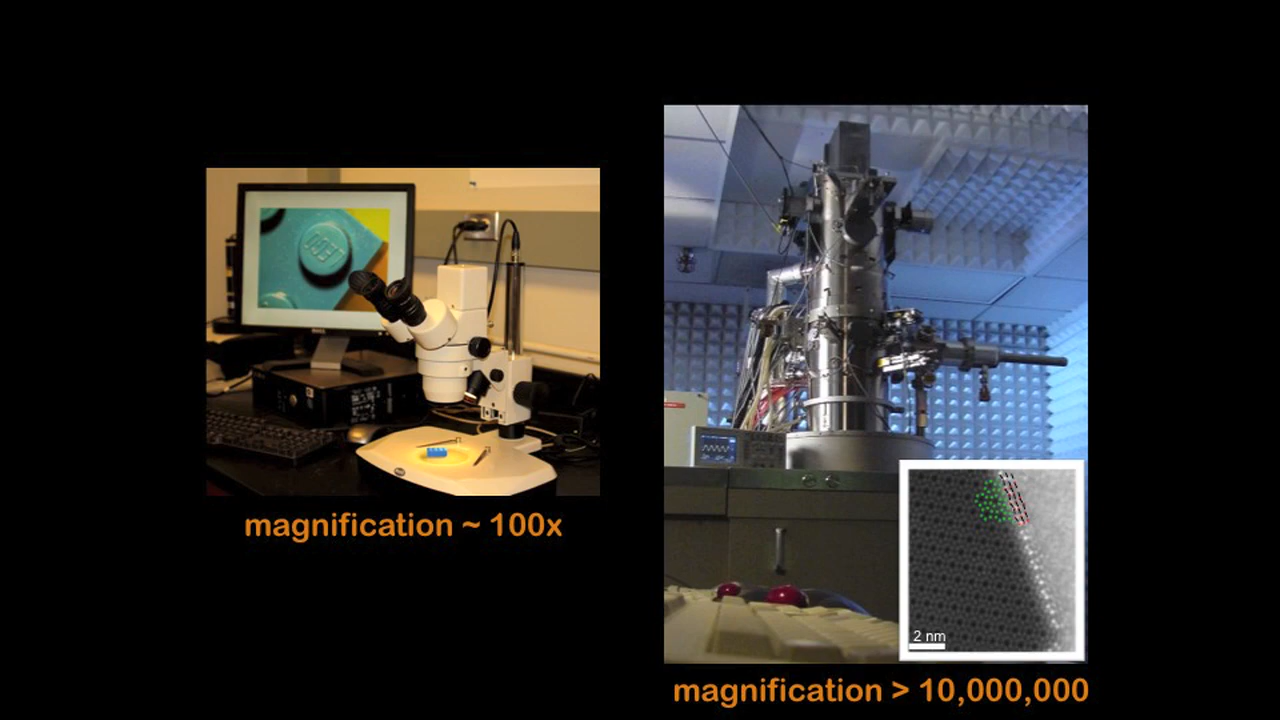 magnification ~ 100x
2 nm
magnification > 10,000,000